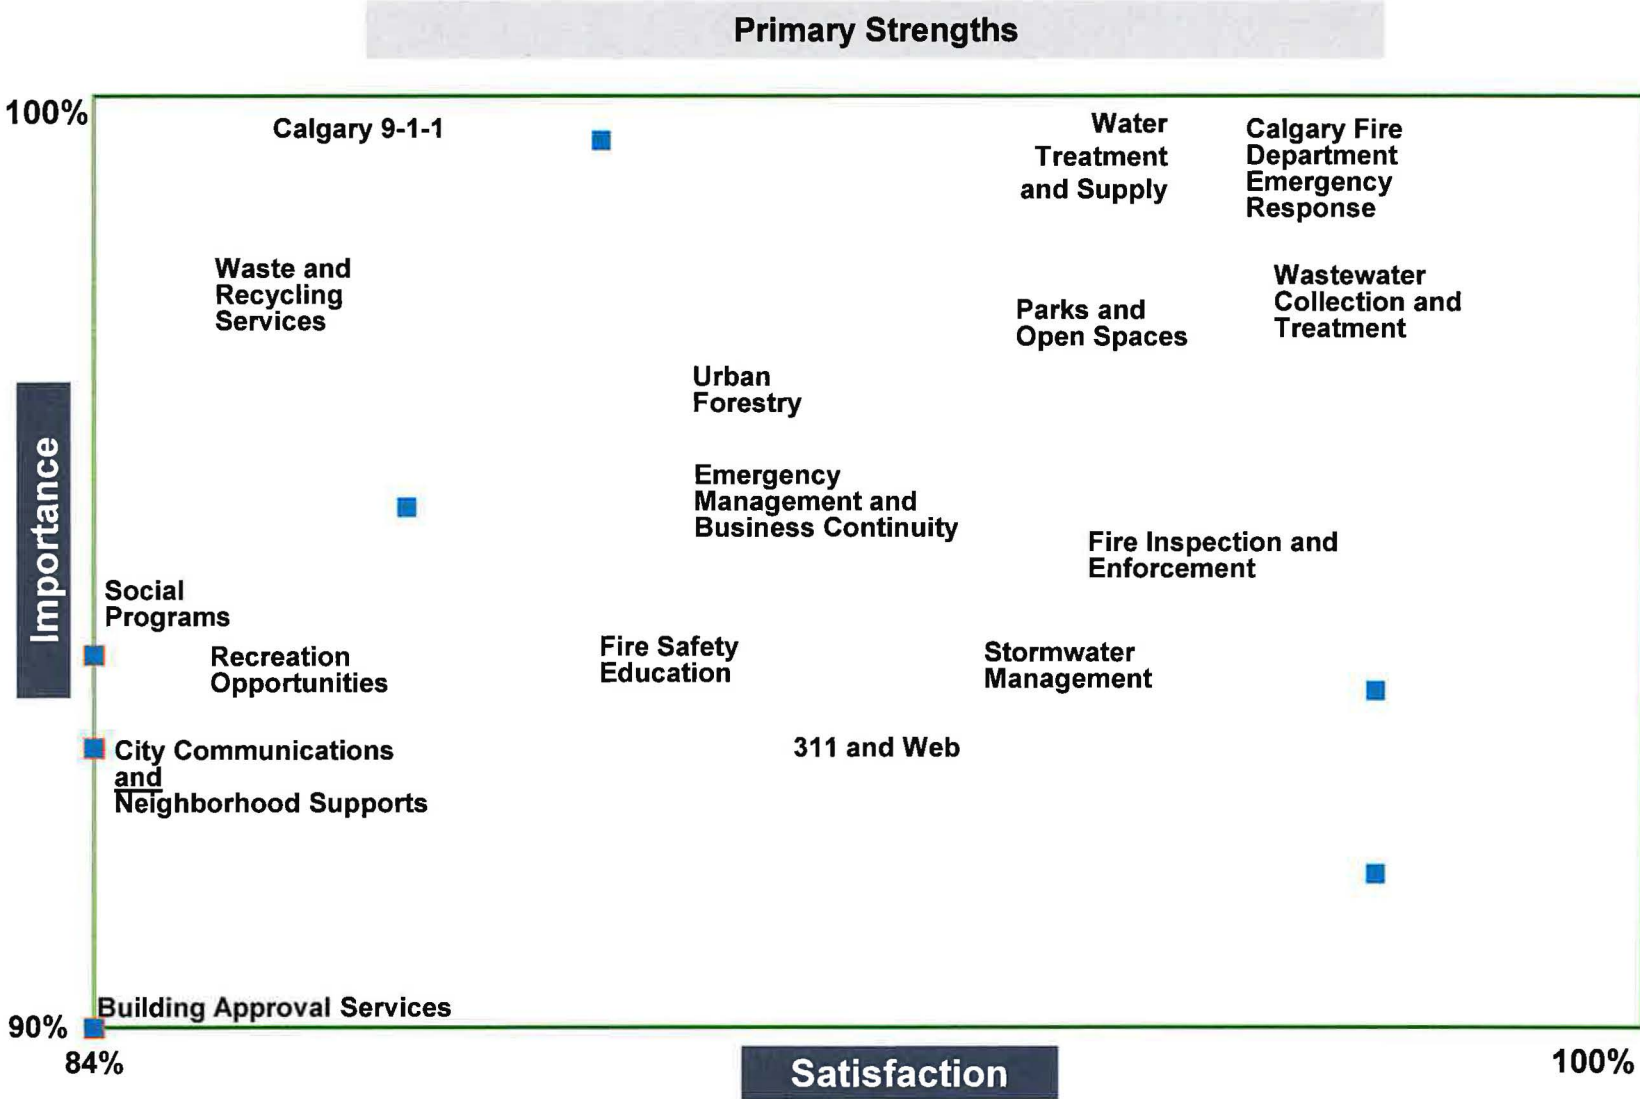 Primary Strengths
100%
Calgary 9-1-1
Water
Treatment
and Supply
Calgary Fire
Department
Emergency
Response
Waste and
Recycling
Services
Parks and
Open Spaces
Wastewater
Collection and
Treatment
Urban
Forestry
Importance
Emergency
Management and
Business Continuity
Fire Inspection and
Enforcement
Social
Programs
Recreation
Opportunities
Fire Safety
Education
Stormwater
Management
City Communications
and
Neighborhood Supports
311 and Web
Building Approval Services
90%
84%
Satisfaction
100%